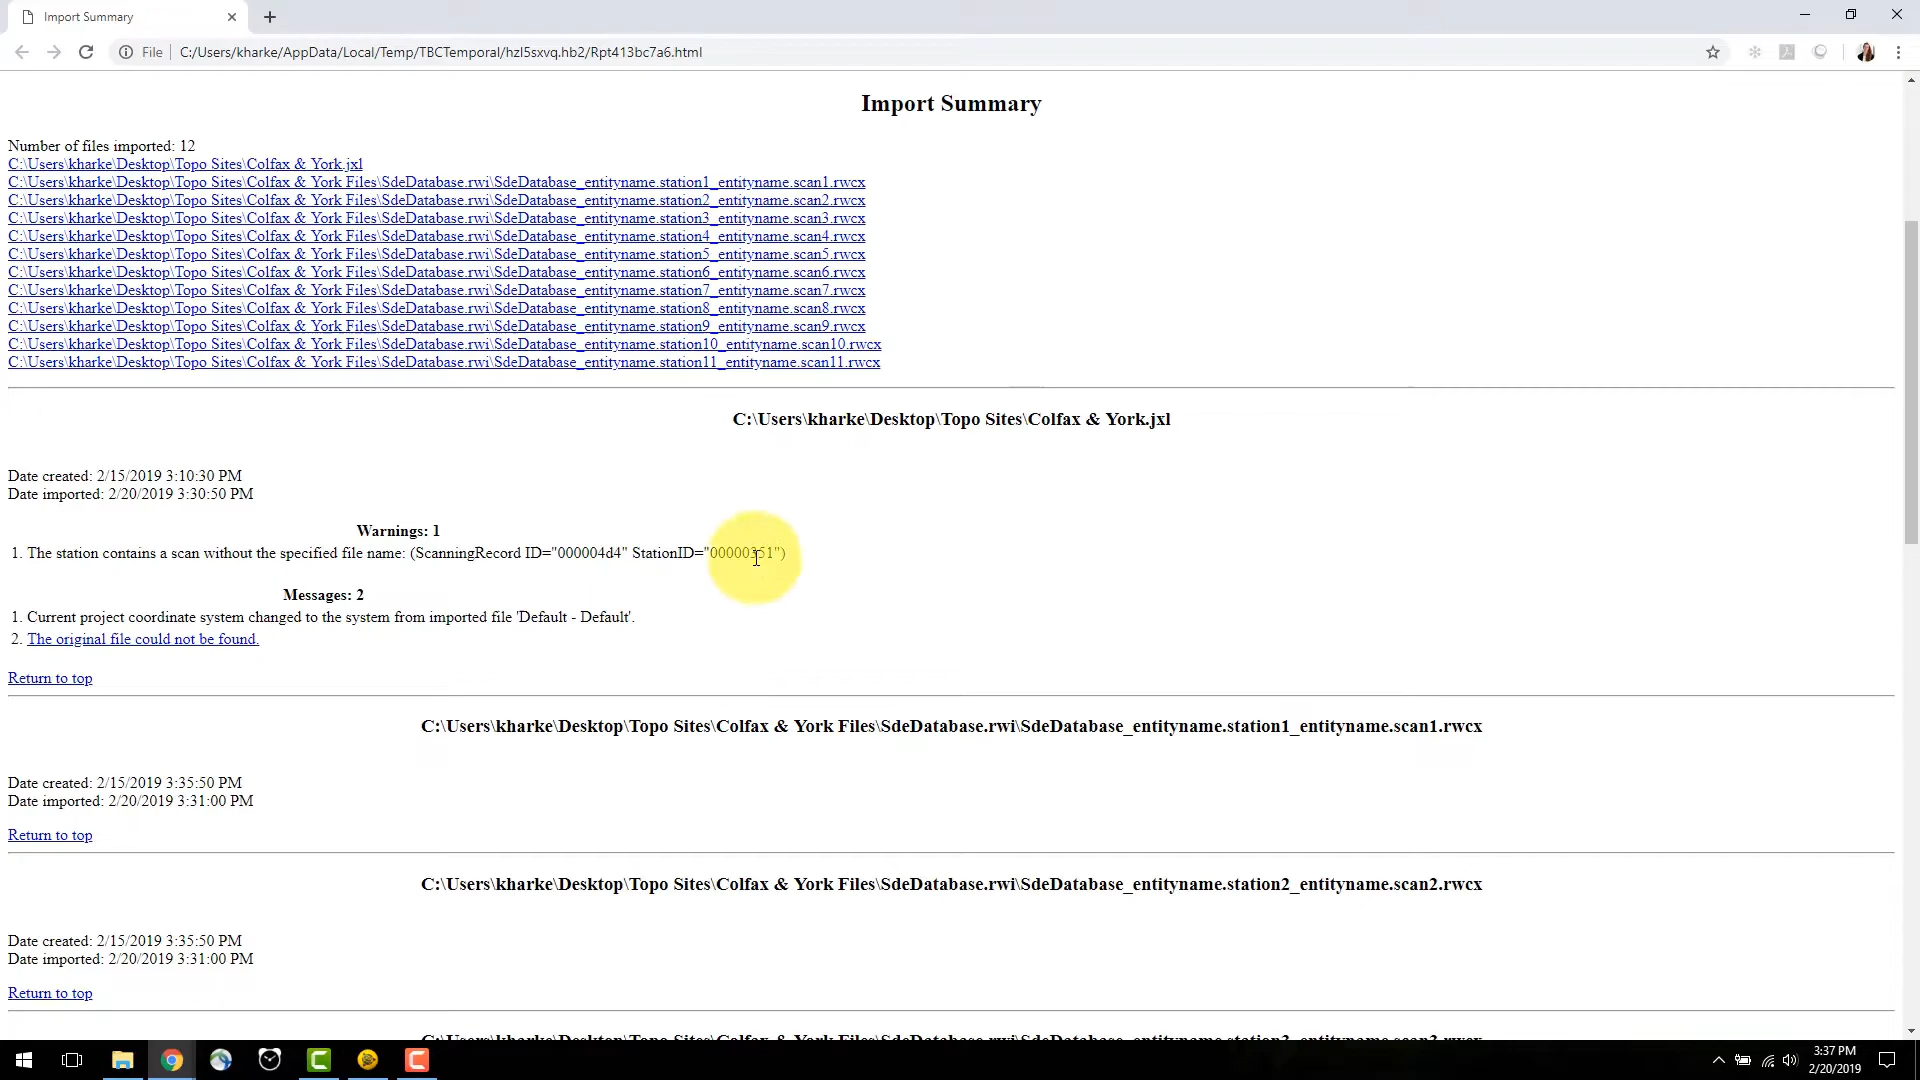 Import Summary
File
C:/Users/kharke/AppData/Local/Temp/TBCTemporal/hzl5sxvq.hb2/Rpt413bc7a6.html
Import Summary
Number of files imported: 12
C:\Users\kharke\Desktop\Topo Sites\Colfax & York.jxl
C:\Users\kharke\Desktop\Topo Sites\Colfax & York Files\SdeDatabase.rwi\SdeDatabase_entityname.station1_entityname.scan1.rwcx
C:\Users\kharke\Desktop\Topo Sites\Colfax & York Files\SdeDatabase.rwi\SdeDatabase_entityname.station2_entityname.scan2.rwcx
C:\Users\kharke\Desktop\Topo Sites\Colfax & York Files\SdeDatabase.rwi\SdeDatabase_entityname.station3_entityname.scan3.rwcx
C:\Users\kharke\Desktop\Topo Sites\Colfax & York Files\SdeDatabase.rwi\SdeDatabase_entityname.station4_entityname.scan4.rwcx
C:\Users\kharke\Desktop\Topo Sites\Colfax & York Files\SdeDatabase.rwi\SdeDatabase_entityname.station5_entityname.scan5.rwcx
C:\Users\kharke\Desktop\Topo Sites\Colfax & York Files\SdeDatabase.rwi\SdeDatabase_entityname.station6_entityname.scan6.rwcx
C:\Users\kharke\Desktop\Topo Sites\Colfax & York Files\SdeDatabase.rwi\SdeDatabase_entityname.station7_entityname.scan7.rwcx
C:\Users\kharke\Desktop\Topo Sites\Colfax & York Files\SdeDatabase.rwi\SdeDatabase_entityname.station8_entityname.scan8.rwcx
C:\Users\kharke\Desktop\Topo Sites\Colfax & York Files\SdeDatabase.rwi\SdeDatabase_entityname.station9_entityname.scan9.rwcx
C:\Users\kharke\Desktop\Topo Sites\Colfax & York Files\SdeDatabase.rwi\SdeDatabase_entityname.station10_entityname.scan10.rwcx
C:\Users\kharke\Desktop\Topo Sites\Colfax & York Files\SdeDatabase.rwi\SdeDatabase_entityname.station11_entityname.scan11.rwcx
C:\Users\kharke\Desktop\Topo Sites\Colfax & York.jxl
Date created: 2/15/2019 3:10:30 PM
Date imported: 2/20/2019 3:30:50 PM
Warnings: 1
1. The station contains a scan without the specified file name: (ScanningRecord ID="000004d4" StationID="00000351")
Messages: 2
1. Current project coordinate system changed to the system from imported file 'Default - Default'.
2. The original file could not be found.
Return to top
C:\Users\kharke\Desktop\Topo Sites\Colfax & York Files\SdeDatabase.rwi\SdeDatabase_entityname.station1_entityname.scan1.rwcx
Date created: 2/15/2019 3:35:50 PM
Date imported: 2/20/2019 3:31:00 PM
Return to top
C:\Users\kharke\Desktop\Topo Sites\Colfax & York Files\SdeDatabase.rwi\SdeDatabase_entityname.station2_entityname.scan2.rwcx
Date created: 2/15/2019 3:35:50 PM
Date imported: 2/20/2019 3:31:00 PM
Return to top
3:37 PM
2/20/2019